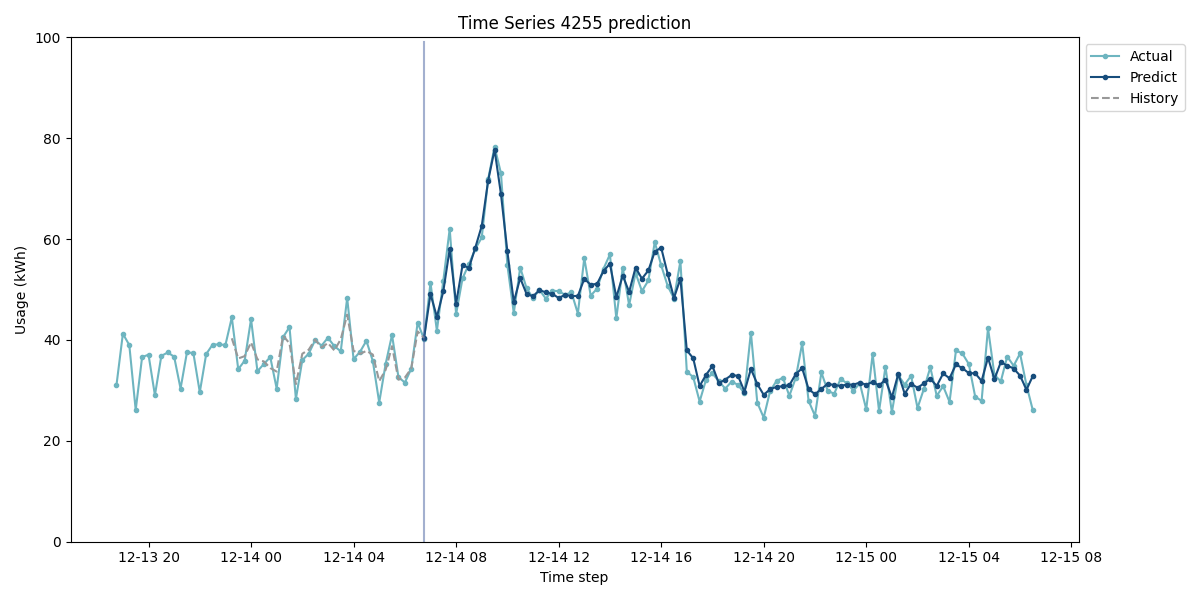 Time Series 4255 prediction
Usage (kWh)
100
80
60
40
20
0
12-13 20
12-14 00
12-14 04
12-14 08
12-14 12
12-14 16
12-14 20
12-15 00
12-15 04
12-15 08
Time step
Actual
Predict
History